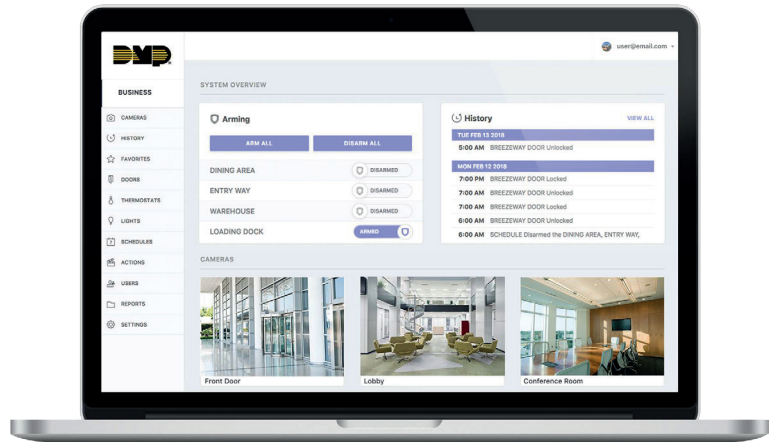 DMP
user@email.com
BUSINESS
CAMERAS
HISTORY
FAVORITES
DOORS
THERMOSTATS
LIGHTS
SCHEDULES
ACTIONS
USERS
REPORTS
SETTINGS
SYSTEM OVERVIEW
Arming
ARM ALL DISARM ALL
DINING AREA DISARMED
ENTRY WAY DISARMED
WAREHOUSE DISARMED
LOADING DOCK ARMED
History VIEW ALL
TUE FEB 13 2018
5:00 AM BREEZEWAY DOOR Unlocked
MON FEB 12 2018
7:00 PM BREEZEWAY DOOR Locked
7:00 AM BREEZEWAY DOOR Unlocked
7:00 AM BREEZEWAY DOOR Locked
6:00 AM BREEZEWAY DOOR Unlocked
6:00 AM SCHEDULE Disarmed the DINING AREA, ENTRY WAY,
CAMERAS
Front Door
Lobby
Conference Room